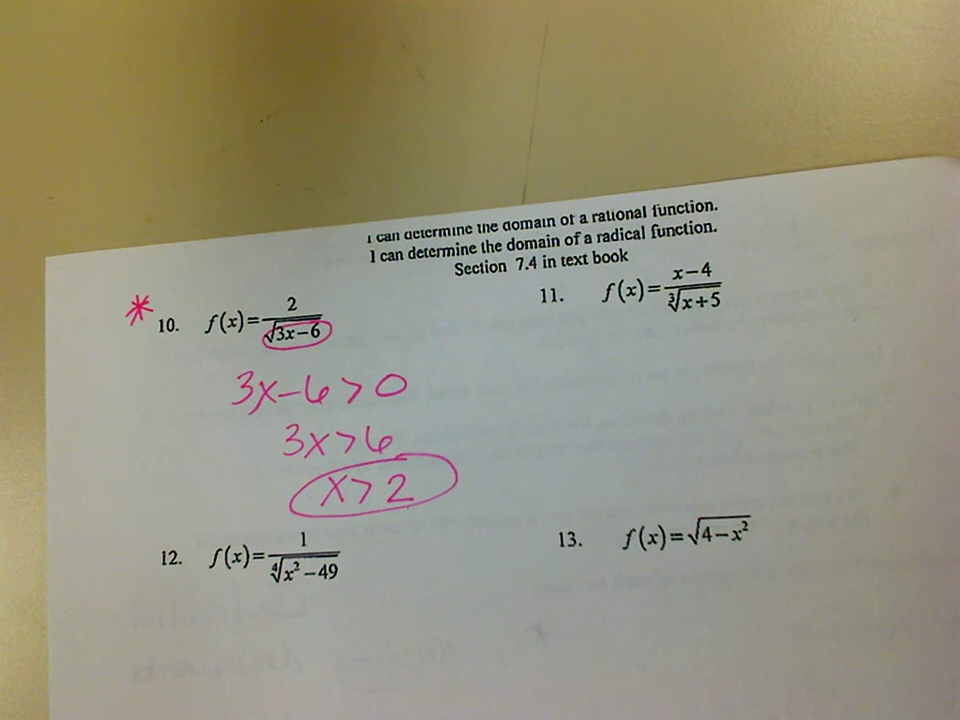 I can determine the domain of a rational function.
I can determine the domain of a radical function.
Section 7.4 in text book
* 10. f(x)=2/√(3x-6)
3x-6>0
3x>6
x>2
11. f(x)=(x-4)/∛(x+5)
12. f(x)=1/∜(x²-49)
13. f(x)=√(4-x²)